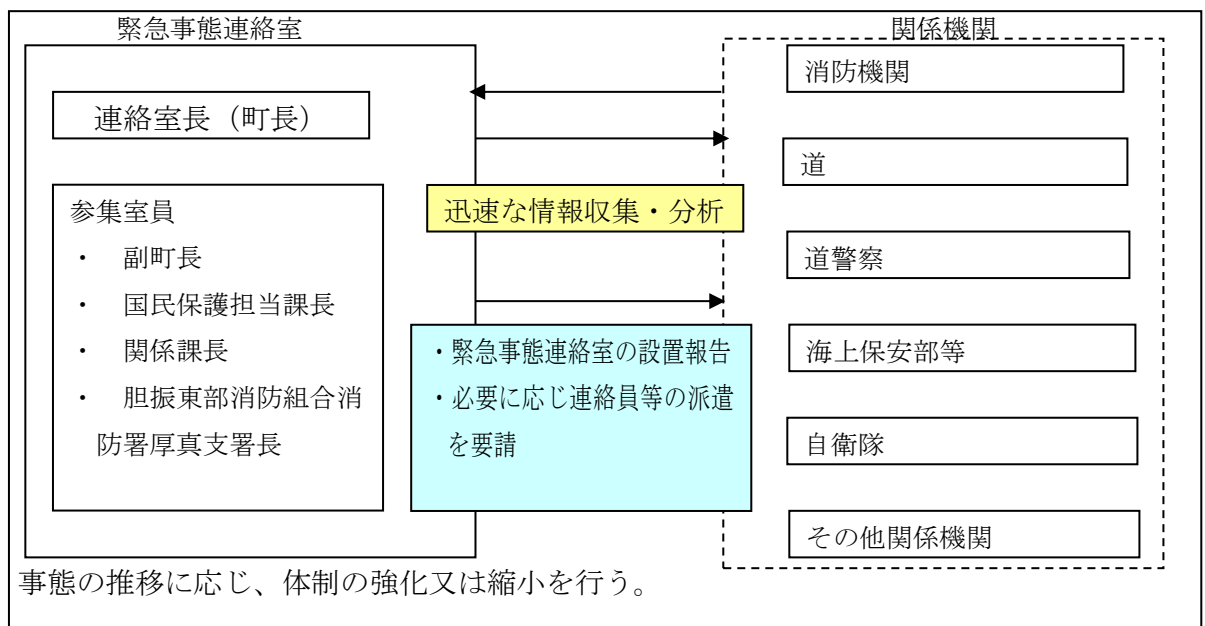 緊急事態連絡室
連絡室長（町長）
参集室員
・　副町長
・　国民保護担当課長
・　関係課長
・　胆振東部消防組合消
防署厚真支署長
迅速な情報収集・分析
・緊急事態連絡室の設置報告
・必要に応じ連絡員等の派遣
を要請
関係機関
消防機関
道
道警察
海上保安部等
自衛隊
その他関係機関
事態の推移に応じ、体制の強化又は縮小を行う。